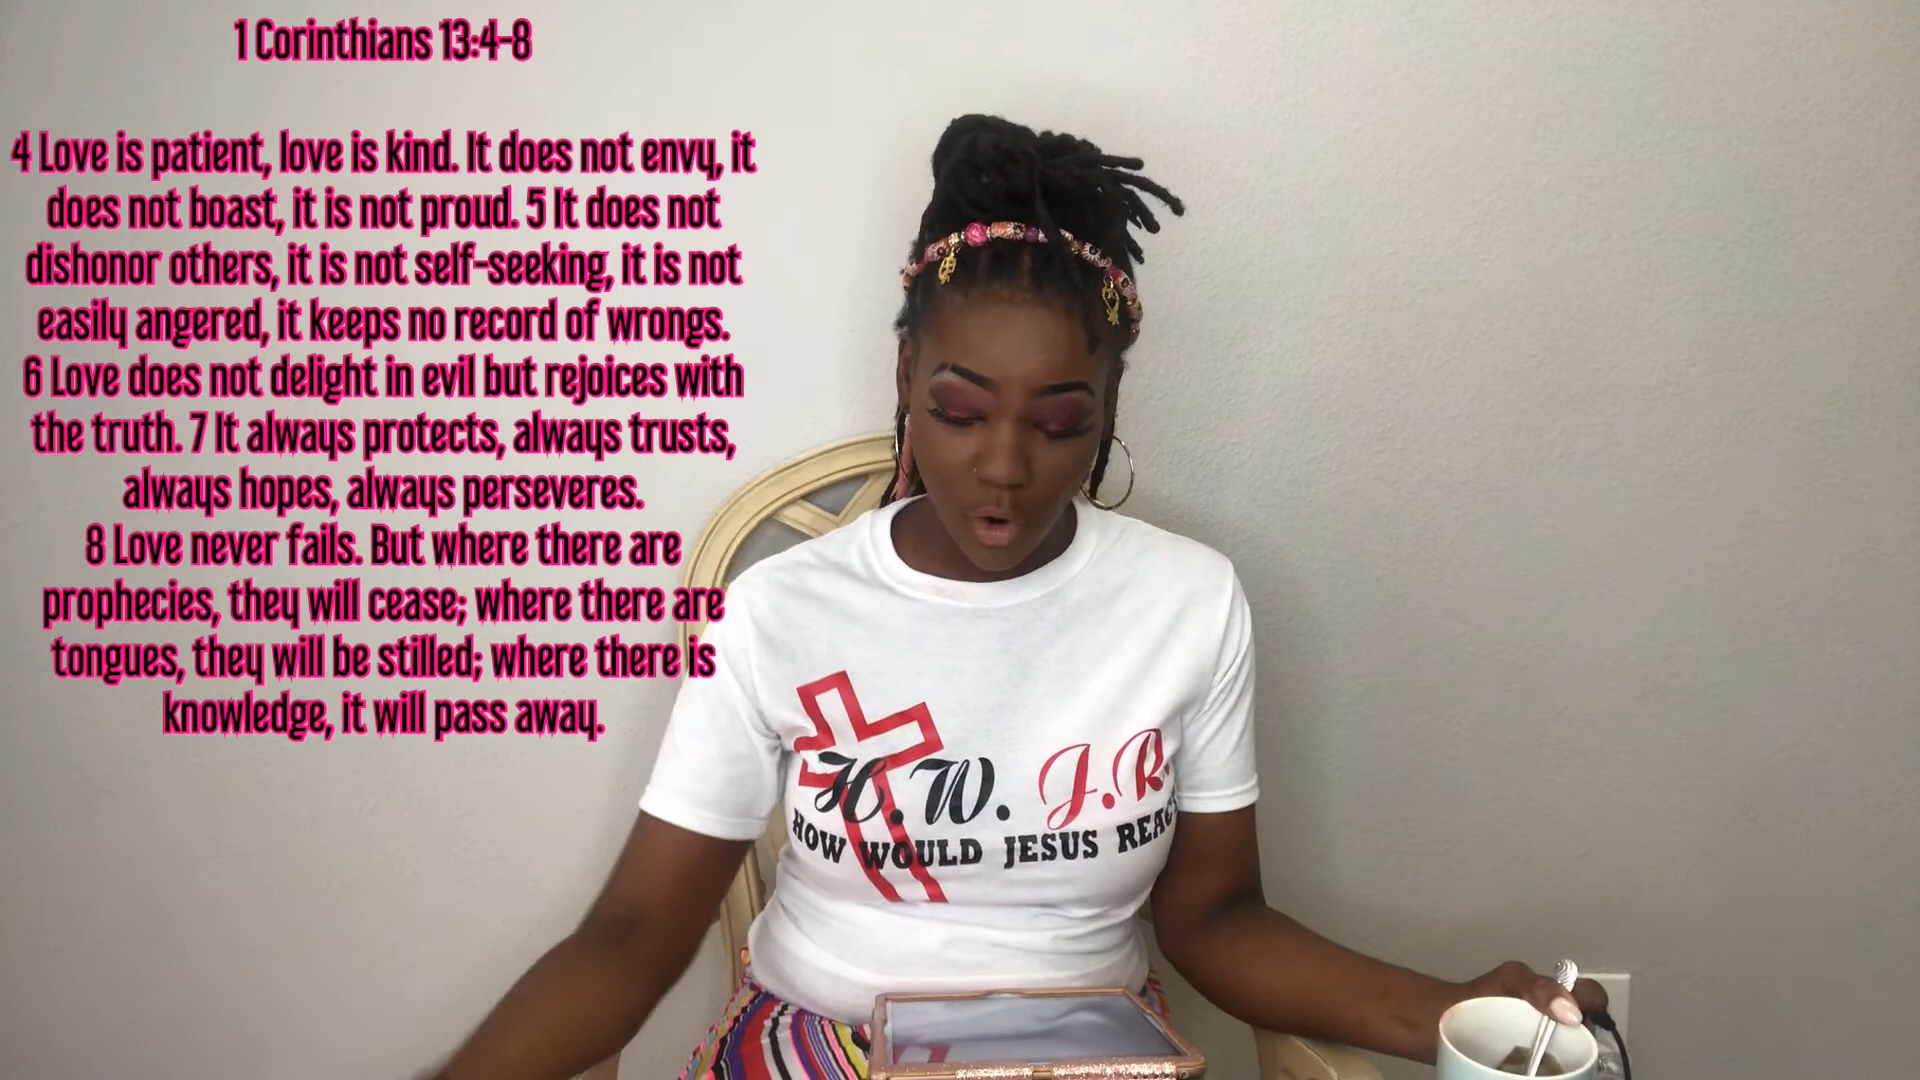 1 Corinthians 13:4-8
4 Love is patient, love is kind. It does not envy, it
does not boast, it is not proud. 5 It does not
dishonor others, it is not self-seeking, it is not
easily angered, it keeps no record of wrongs.
6 Love does not delight in evil but rejoices with
the truth. 7 It always protects, always trusts,
always hopes, always perseveres.
8 Love never fails. But where there are
prophecies, they will cease; where there are
tongues, they will be stilled; where there is
knowledge, it will pass away.
H.W. J.R.
HOW WOULD JESUS REAC